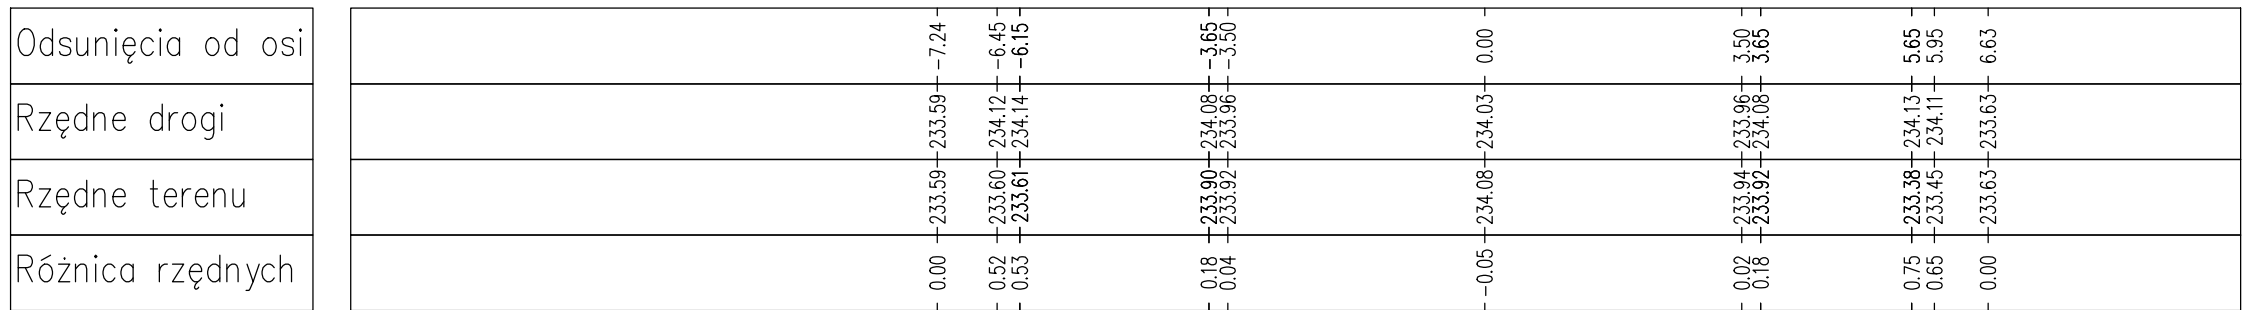 Odsunięcia od osi -7.24 -6.45 -6.15 -3.65 -3.50 0.00 3.50 3.65 5.65 5.95 6.63
Rzędne drogi 233.59 234.12 234.14 234.08 233.96 234.03 233.96 234.08 234.13 234.11 233.63
Rzędne terenu 233.59 233.60 233.61 233.90 233.92 234.08 233.94 233.92 233.38 233.45 233.63
Różnica rzędnych 0.00 0.52 0.53 0.18 0.04 -0.05 0.02 0.18 0.75 0.65 0.00